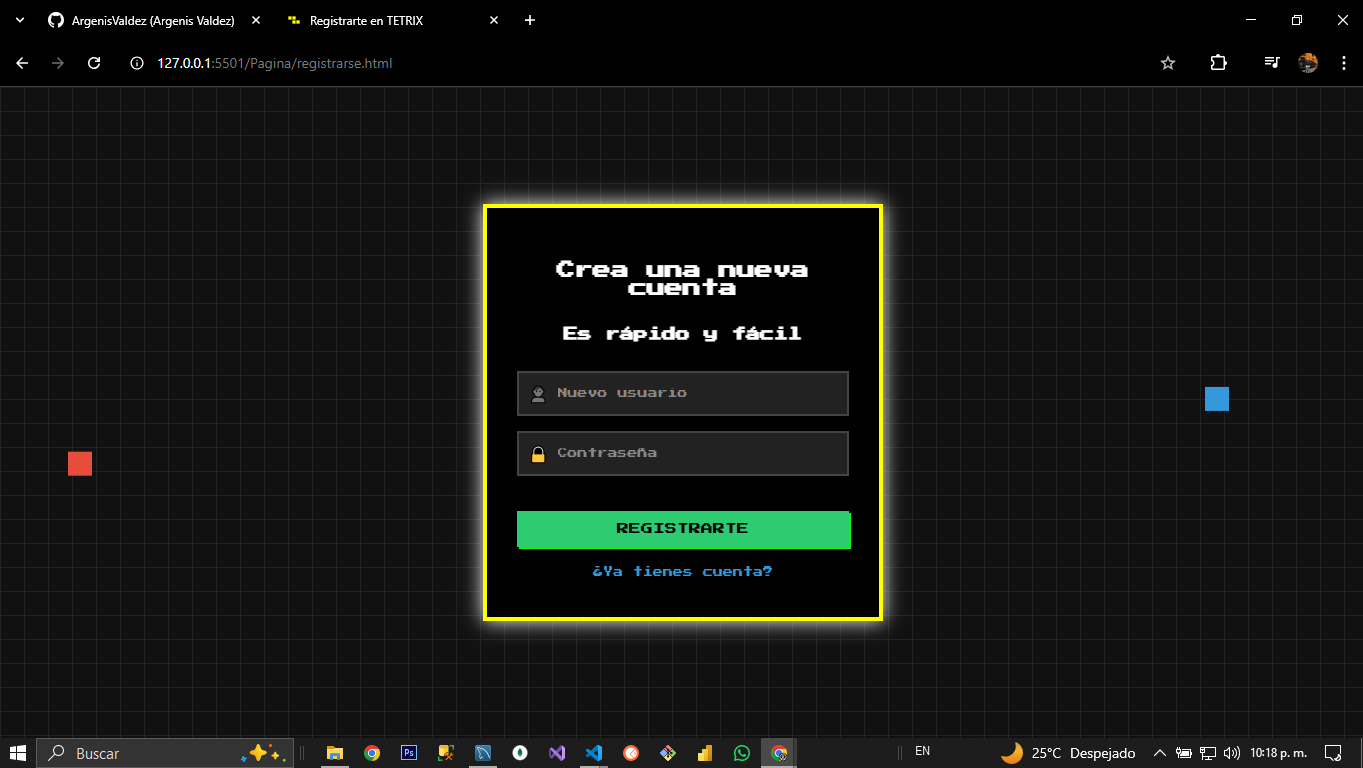 ArgenisValdez (Argenis Valdez)
Registrarte en TETRIX
127.0.0.1:5501/Pagina/registrarse.html
Crea una nueva
cuenta
Es rápido y fácil
Nuevo usuario
Contraseña
REGISTRARTE
¿Ya tienes cuenta?
Buscar
Ps
EN
25°C Despejado
10:18 p. m.